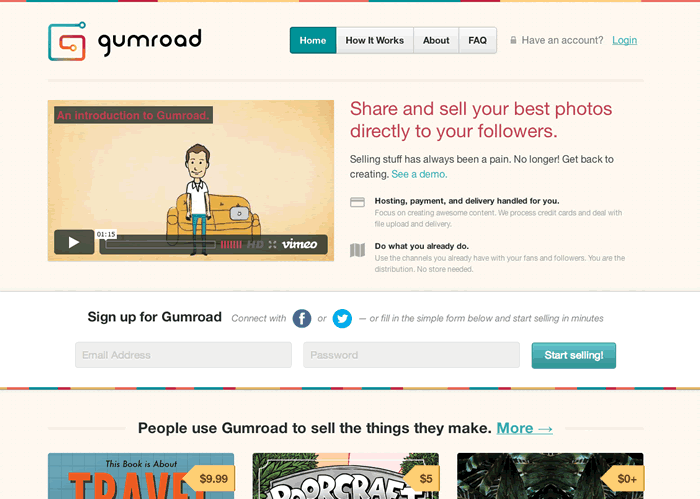 gumroad
Home
How It Works
About
FAQ
Have an account?
Login
An introduction to Gumroad.
01:15
HD
vimeo
Share and sell your best photos
directly to your followers.
Selling stuff has always been a pain. No longer! Get back to
creating. See a demo.
Hosting, payment, and delivery handled for you.
Focus on creating awesome content. We process credit cards and deal with
file upload and delivery.
Do what you already do.
Use the channels you already have with your fans and followers. You are the
distribution. No store needed.
Sign up for Gumroad
Connect with f or — or fill in the simple form below and start selling in minutes
Email Address
Password
Start selling!
People use Gumroad to sell the things they make. More →
This Book is About
TRAVEL
$9.99
POORCRAFT
$5
$0+